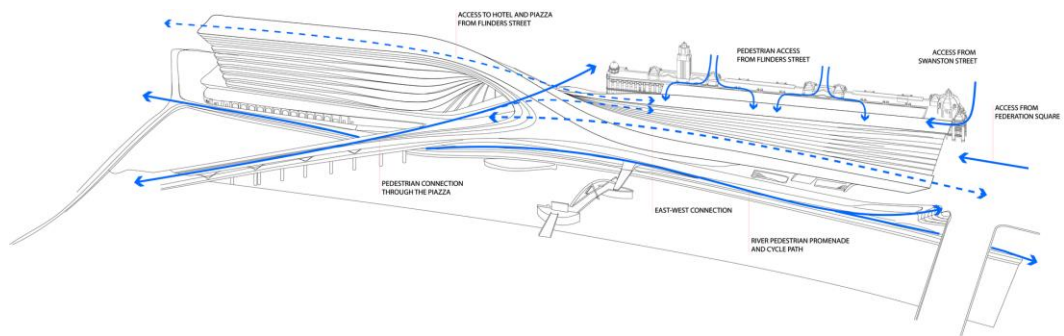 ACCESS TO HOTEL AND PIAZZA
FROM FLINDERS STREET
PEDESTRIAN ACCESS
FROM FLINDERS STREET
ACCESS FROM
SWANSTON STREET
ACCESS FROM
FEDERATION SQUARE
PEDESTRIAN CONNECTION
THROUGH THE PIAZZA
EAST-WEST CONNECTION
RIVER PEDESTRIAN PROMENADE
AND CYCLE PATH